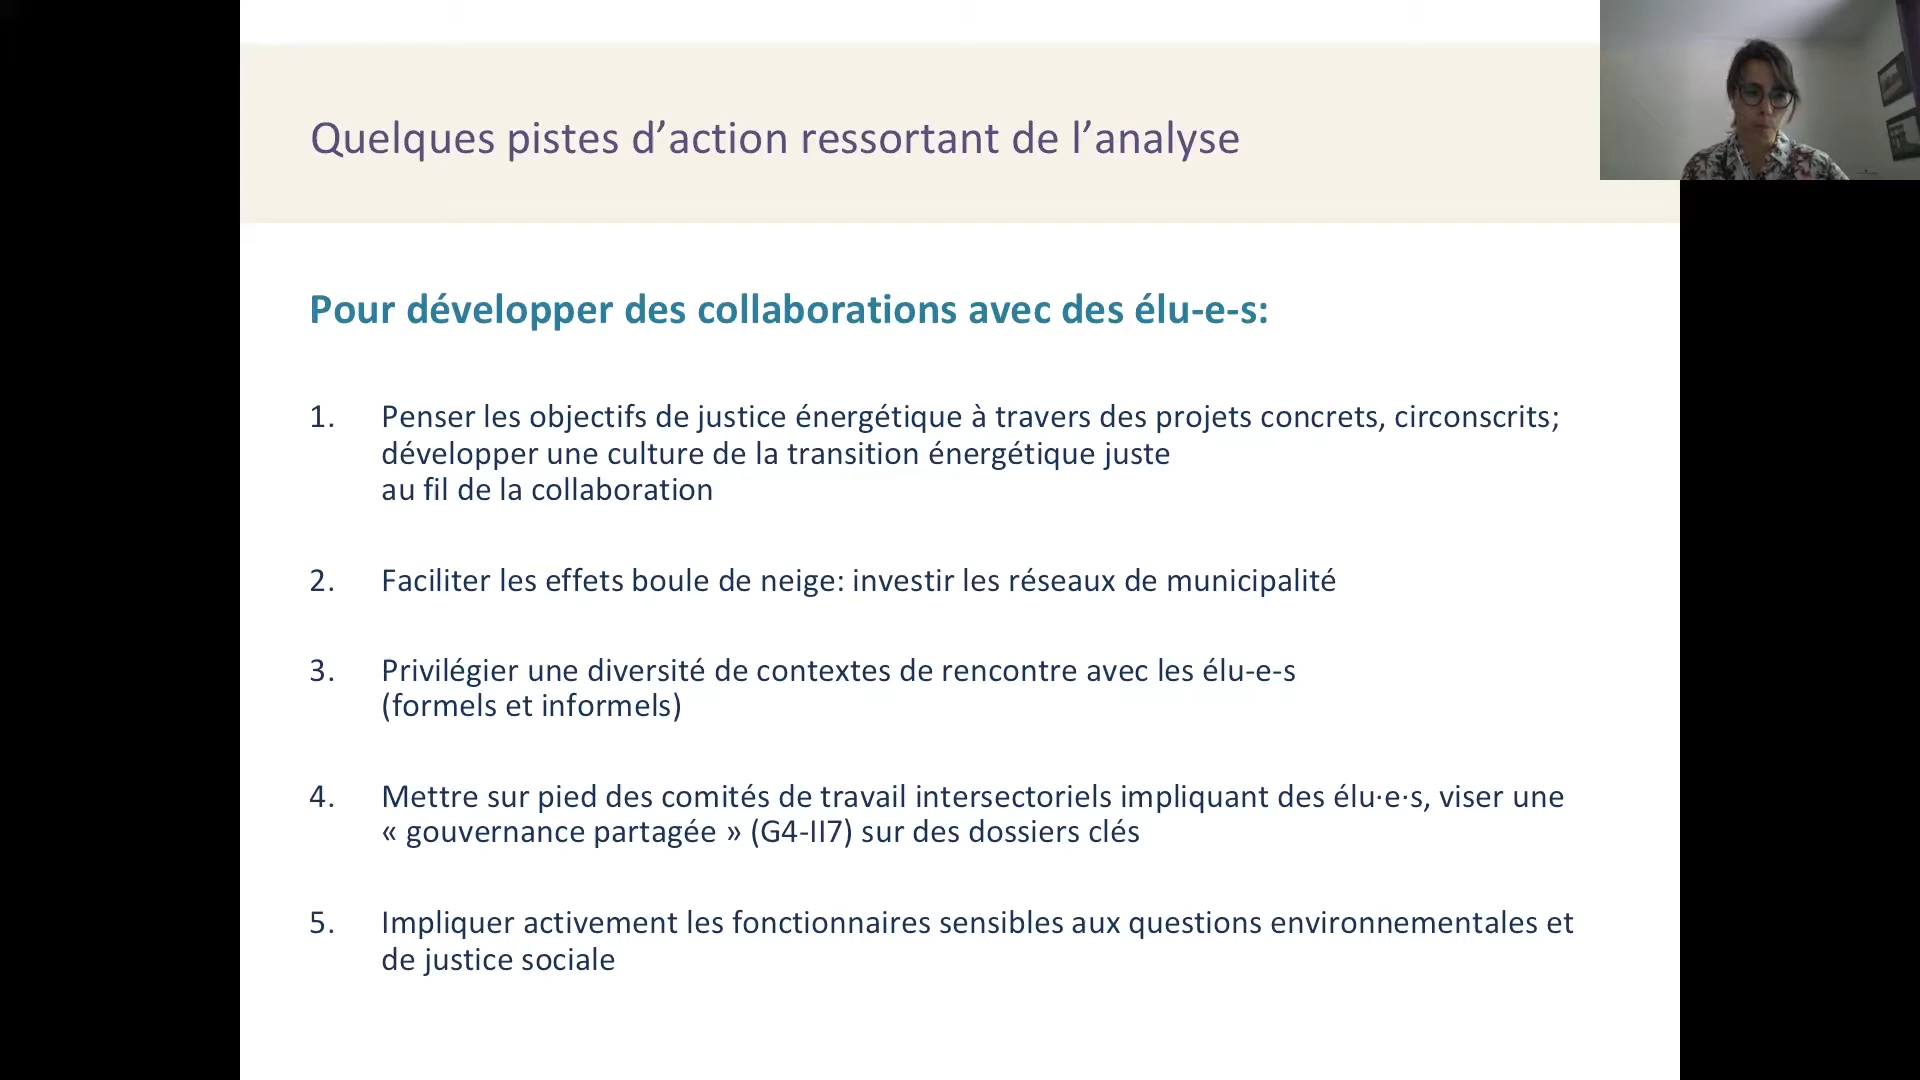 Quelques pistes d’action ressortant de l’analyse
Pour développer des collaborations avec des élu-e-s:
1. Penser les objectifs de justice énergétique à travers des projets concrets, circonscrits;
développer une culture de la transition énergétique juste
au fil de la collaboration
2. Faciliter les effets boule de neige: investir les réseaux de municipalité
3. Privilégier une diversité de contextes de rencontre avec les élu-e-s
(formels et informels)
4. Mettre sur pied des comités de travail intersectoriels impliquant des élu·e·s, viser une
« gouvernance partagée » (G4-II7) sur des dossiers clés
5. Impliquer activement les fonctionnaires sensibles aux questions environnementales et
de justice sociale